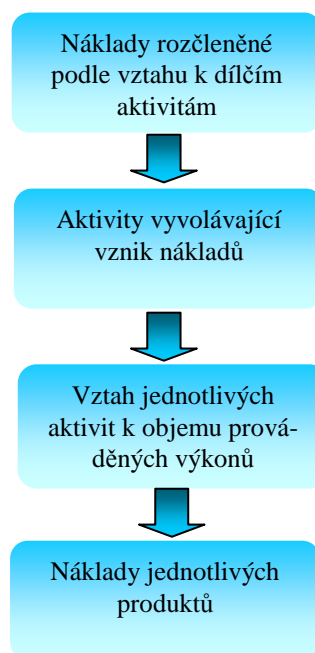 Náklady rozčleněné
podle vztahu k dílčím
aktivitám
Aktivity vyvolávající
vznik nákladů
Vztah jednotlivých
aktivit k objemu prová-
děných výkonů
Náklady jednotlivých
produktů